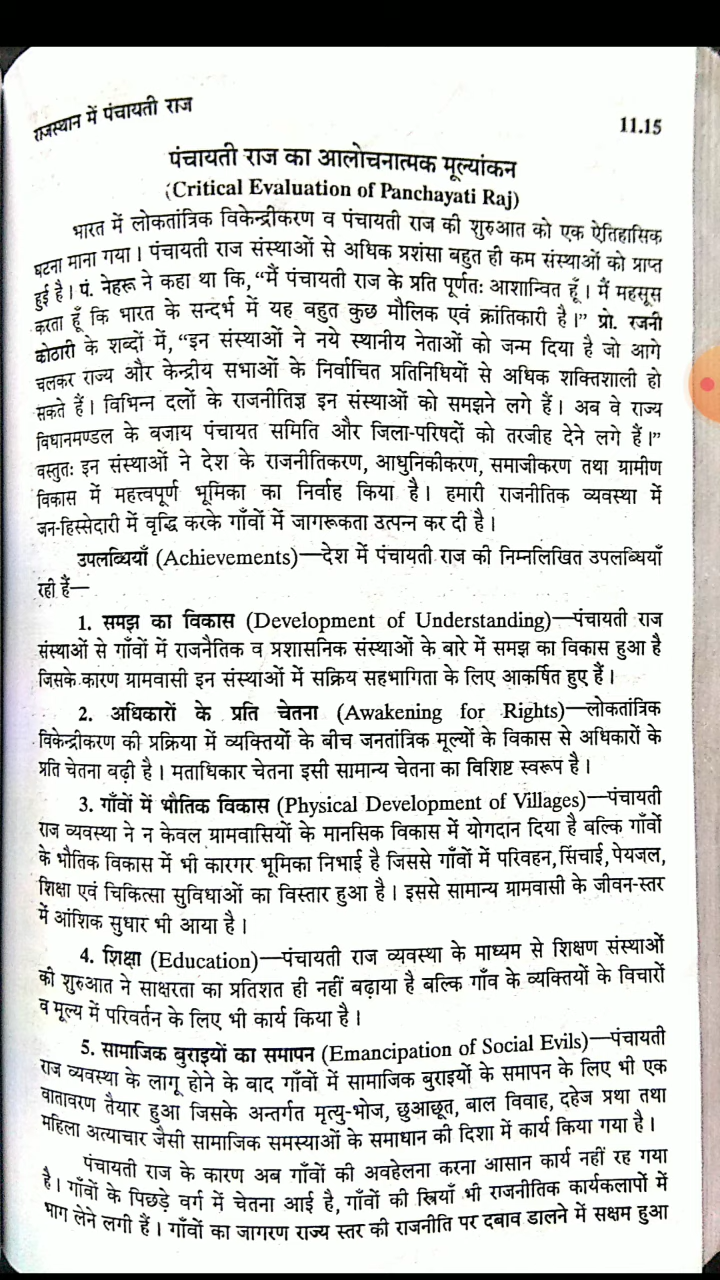 राजस्थान में पंचायती राज
11.15
पंचायती राज का आलोचनात्मक मूल्यांकन
(Critical Evaluation of Panchayati Raj)
भारत में लोकतांत्रिक विकेन्द्रीकरण व पंचायती राज की शुरुआत को एक ऐतिहासिक
घटना माना गया। पंचायती राज संस्थाओं से अधिक प्रशंसा बहुत ही कम संस्थाओं को प्राप्त
हुई है। पं. नेहरू ने कहा था कि, “मैं पंचायती राज के प्रति पूर्णतः आशान्वित हूँ। मैं महसूस
करता हूँ कि भारत के सन्दर्भ में यह बहुत कुछ मौलिक एवं क्रांतिकारी है।” प्रो. रजनी
कोठारी के शब्दों में, “इन संस्थाओं ने नये स्थानीय नेताओं को जन्म दिया है जो आगे
चलकर राज्य और केन्द्रीय सभाओं के निर्वाचित प्रतिनिधियों से अधिक शक्तिशाली हो
सकते हैं। विभिन्न दलों के राजनीतिज्ञ इन संस्थाओं को समझने लगे हैं। अब वे राज्य
विधानमण्डल के बजाय पंचायत समिति और जिला-परिषदों को तरजीह देने लगे हैं।”
वस्तुतः इन संस्थाओं ने देश के राजनीतिकरण, आधुनिकीकरण, समाजीकरण तथा ग्रामीण
विकास में महत्त्वपूर्ण भूमिका का निर्वाह किया है। हमारी राजनीतिक व्यवस्था में
जन-हिस्सेदारी में वृद्धि करके गाँवों में जागरूकता उत्पन्न कर दी है।
उपलब्धियाँ (Achievements)—देश में पंचायती राज की निम्नलिखित उपलब्धियाँ
रही हैं—
1. समझ का विकास (Development of Understanding)—पंचायती राज
संस्थाओं से गाँवों में राजनैतिक व प्रशासनिक संस्थाओं के बारे में समझ का विकास हुआ है
जिसके कारण ग्रामवासी इन संस्थाओं में सक्रिय सहभागिता के लिए आकर्षित हुए हैं।
2. अधिकारों के प्रति चेतना (Awakening for Rights)—लोकतांत्रिक
विकेन्द्रीकरण की प्रक्रिया में व्यक्तियों के बीच जनतांत्रिक मूल्यों के विकास से अधिकारों के
प्रति चेतना बढ़ी है। मताधिकार चेतना इसी सामान्य चेतना का विशिष्ट स्वरूप है।
3. गाँवों में भौतिक विकास (Physical Development of Villages)—पंचायती
राज व्यवस्था ने न केवल ग्रामवासियों के मानसिक विकास में योगदान दिया है बल्कि गाँवों
के भौतिक विकास में भी कारगर भूमिका निभाई है जिससे गाँवों में परिवहन, सिंचाई, पेयजल,
शिक्षा एवं चिकित्सा सुविधाओं का विस्तार हुआ है। इससे सामान्य ग्रामवासी के जीवन-स्तर
में आंशिक सुधार भी आया है।
4. शिक्षा (Education)—पंचायती राज व्यवस्था के माध्यम से शिक्षण संस्थाओं
की शुरुआत ने साक्षरता का प्रतिशत ही नहीं बढ़ाया है बल्कि गाँव के व्यक्तियों के विचारों
व मूल्य में परिवर्तन के लिए भी कार्य किया है।
5. सामाजिक बुराइयों का समापन (Emancipation of Social Evils)—पंचायती
राज व्यवस्था के लागू होने के बाद गाँवों में सामाजिक बुराइयों के समापन के लिए भी एक
वातावरण तैयार हुआ जिसके अन्तर्गत मृत्यु-भोज, छुआछूत, बाल विवाह, दहेज प्रथा तथा
महिला अत्याचार जैसी सामाजिक समस्याओं के समाधान की दिशा में कार्य किया गया है।
पंचायती राज के कारण अब गाँवों की अवहेलना करना आसान कार्य नहीं रह गया
है। गाँवों के पिछड़े वर्ग में चेतना आई है, गाँवों की स्त्रियाँ भी राजनीतिक कार्यकलापों में
भाग लेने लगी हैं। गाँवों का जागरण राज्य स्तर की राजनीति पर दबाव डालने में सक्षम हुआ